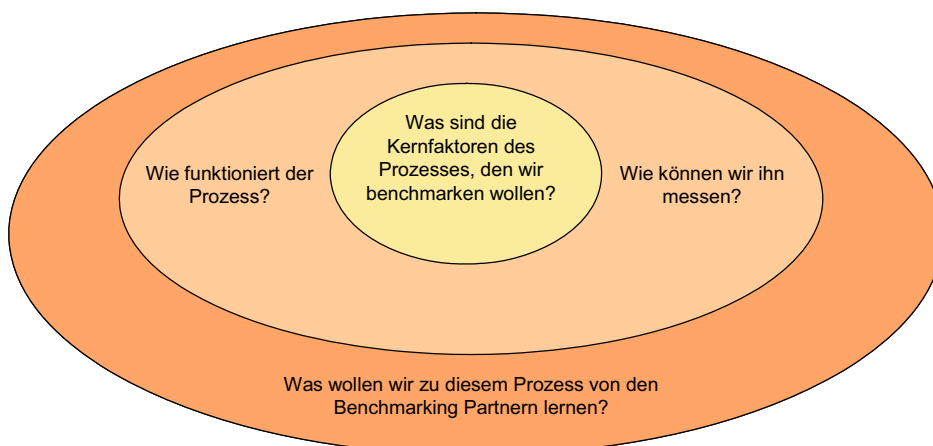 Was sind die
Kernfaktoren des
Prozesses, den wir
benchmarken wollen?
Wie funktioniert der
Prozess?
Wie können wir ihn
messen?
Was wollen wir zu diesem Prozess von den
Benchmarking Partnern lernen?